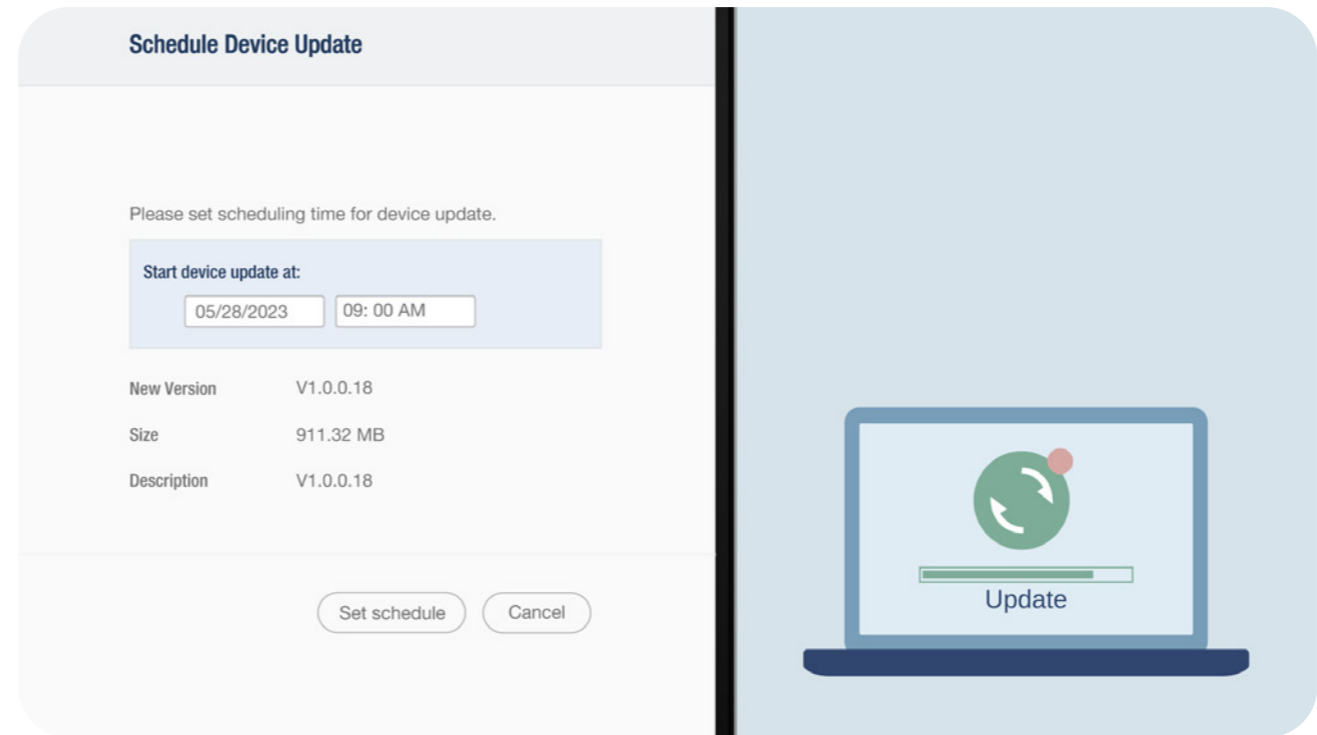 Schedule Device Update
Please set scheduling time for device update.
Start device update at:
05/28/2023 09: 00 AM
New Version V1.0.0.18
Size 911.32 MB
Description V1.0.0.18
Set schedule Cancel
Update